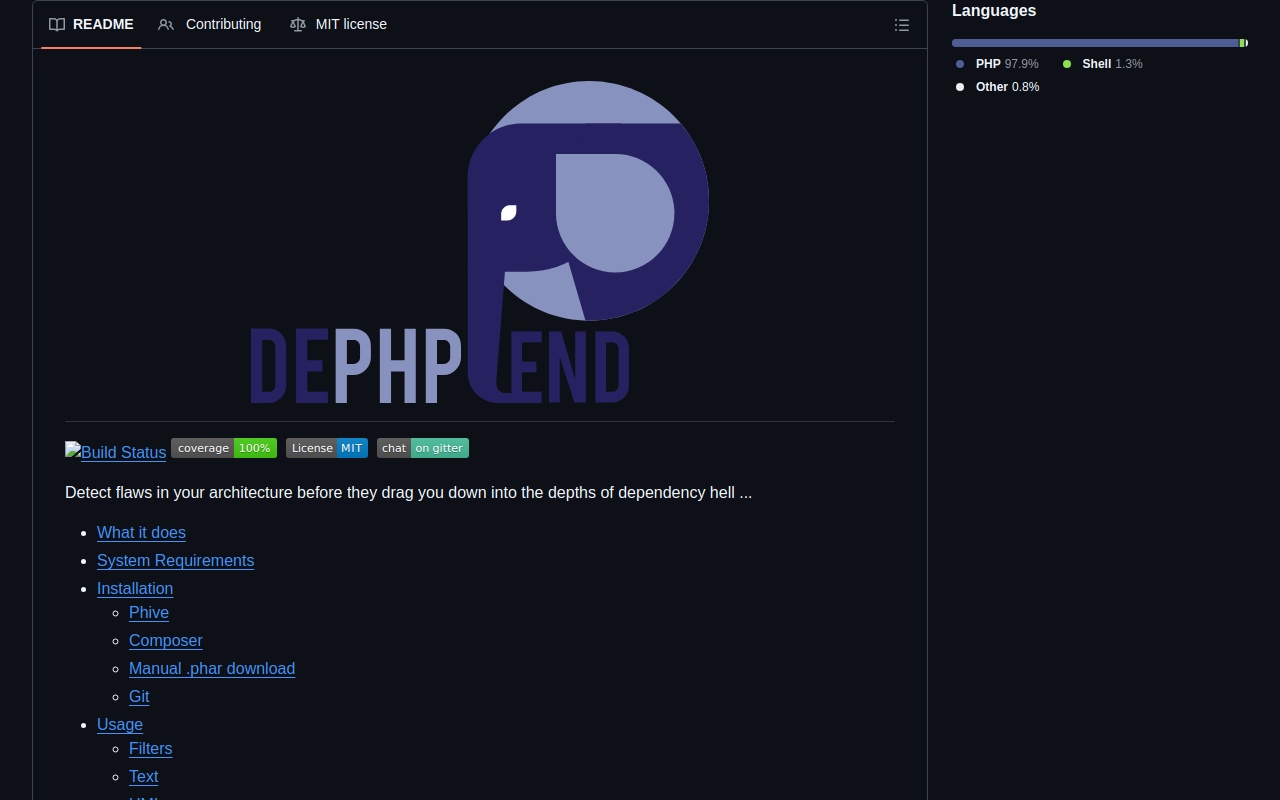 README
Contributing
MIT license
DEPHPEND
Build Status
coverage 100%
License MIT
chat on gitter
Detect flaws in your architecture before they drag you down into the depths of dependency hell ...
What it does
System Requirements
Installation
Phive
Composer
Manual .phar download
Git
Usage
Filters
Text
Languages
PHP 97.9%
Shell 1.3%
Other 0.8%